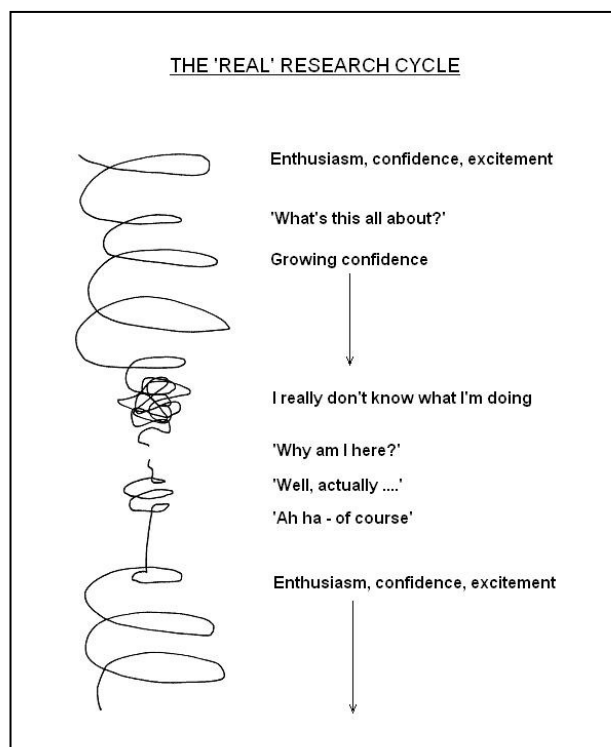 THE 'REAL' RESEARCH CYCLE
Enthusiasm, confidence, excitement
'What's this all about?'
Growing confidence
I really don't know what I'm doing
'Why am I here?'
'Well, actually ....'
'Ah ha - of course'
Enthusiasm, confidence, excitement